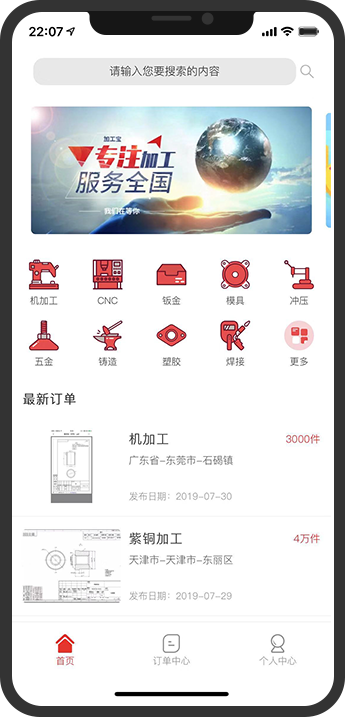 22:07
请输入您要搜索的内容
加工宝
专注加工
服务全国
我们在等你
机加工
CNC
钣金
模具
冲压
五金
铸造
塑胶
焊接
更多
最新订单
机加工
3000件
广东省-东莞市-石碣镇
发布日期：2019-07-30
紫铜加工
4万件
天津市-天津市-东丽区
发布日期：2019-07-29
首页
订单中心
个人中心